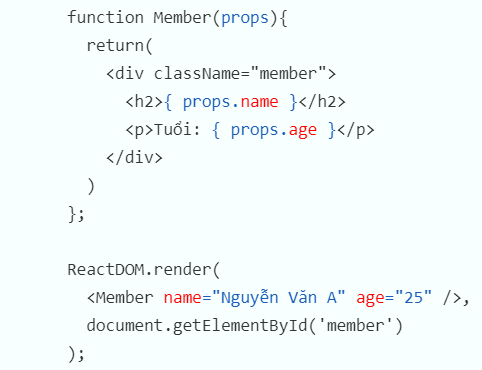 function Member(props){
  return(
    <div className="member">
      <h2>{ props.name }</h2>
      <p>Tuổi: { props.age }</p>
    </div>
  )
};

ReactDOM.render(
  <Member name="Nguyễn Văn A" age="25" />,
  document.getElementById('member')
);